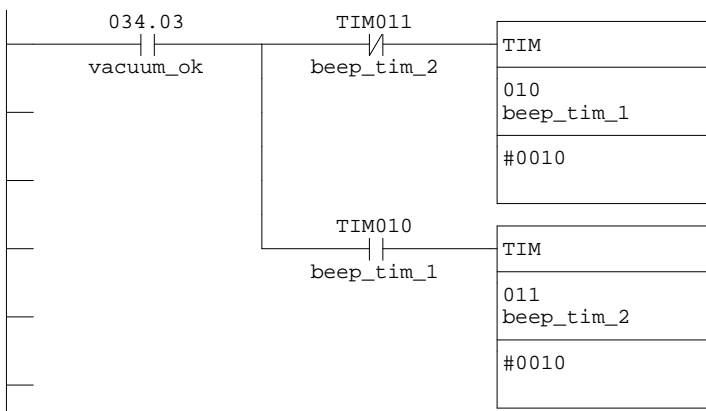 034.03
vacuum_ok
TIM011
beep_tim_2
TIM
010
beep_tim_1
#0010
TIM010
beep_tim_1
TIM
011
beep_tim_2
#0010